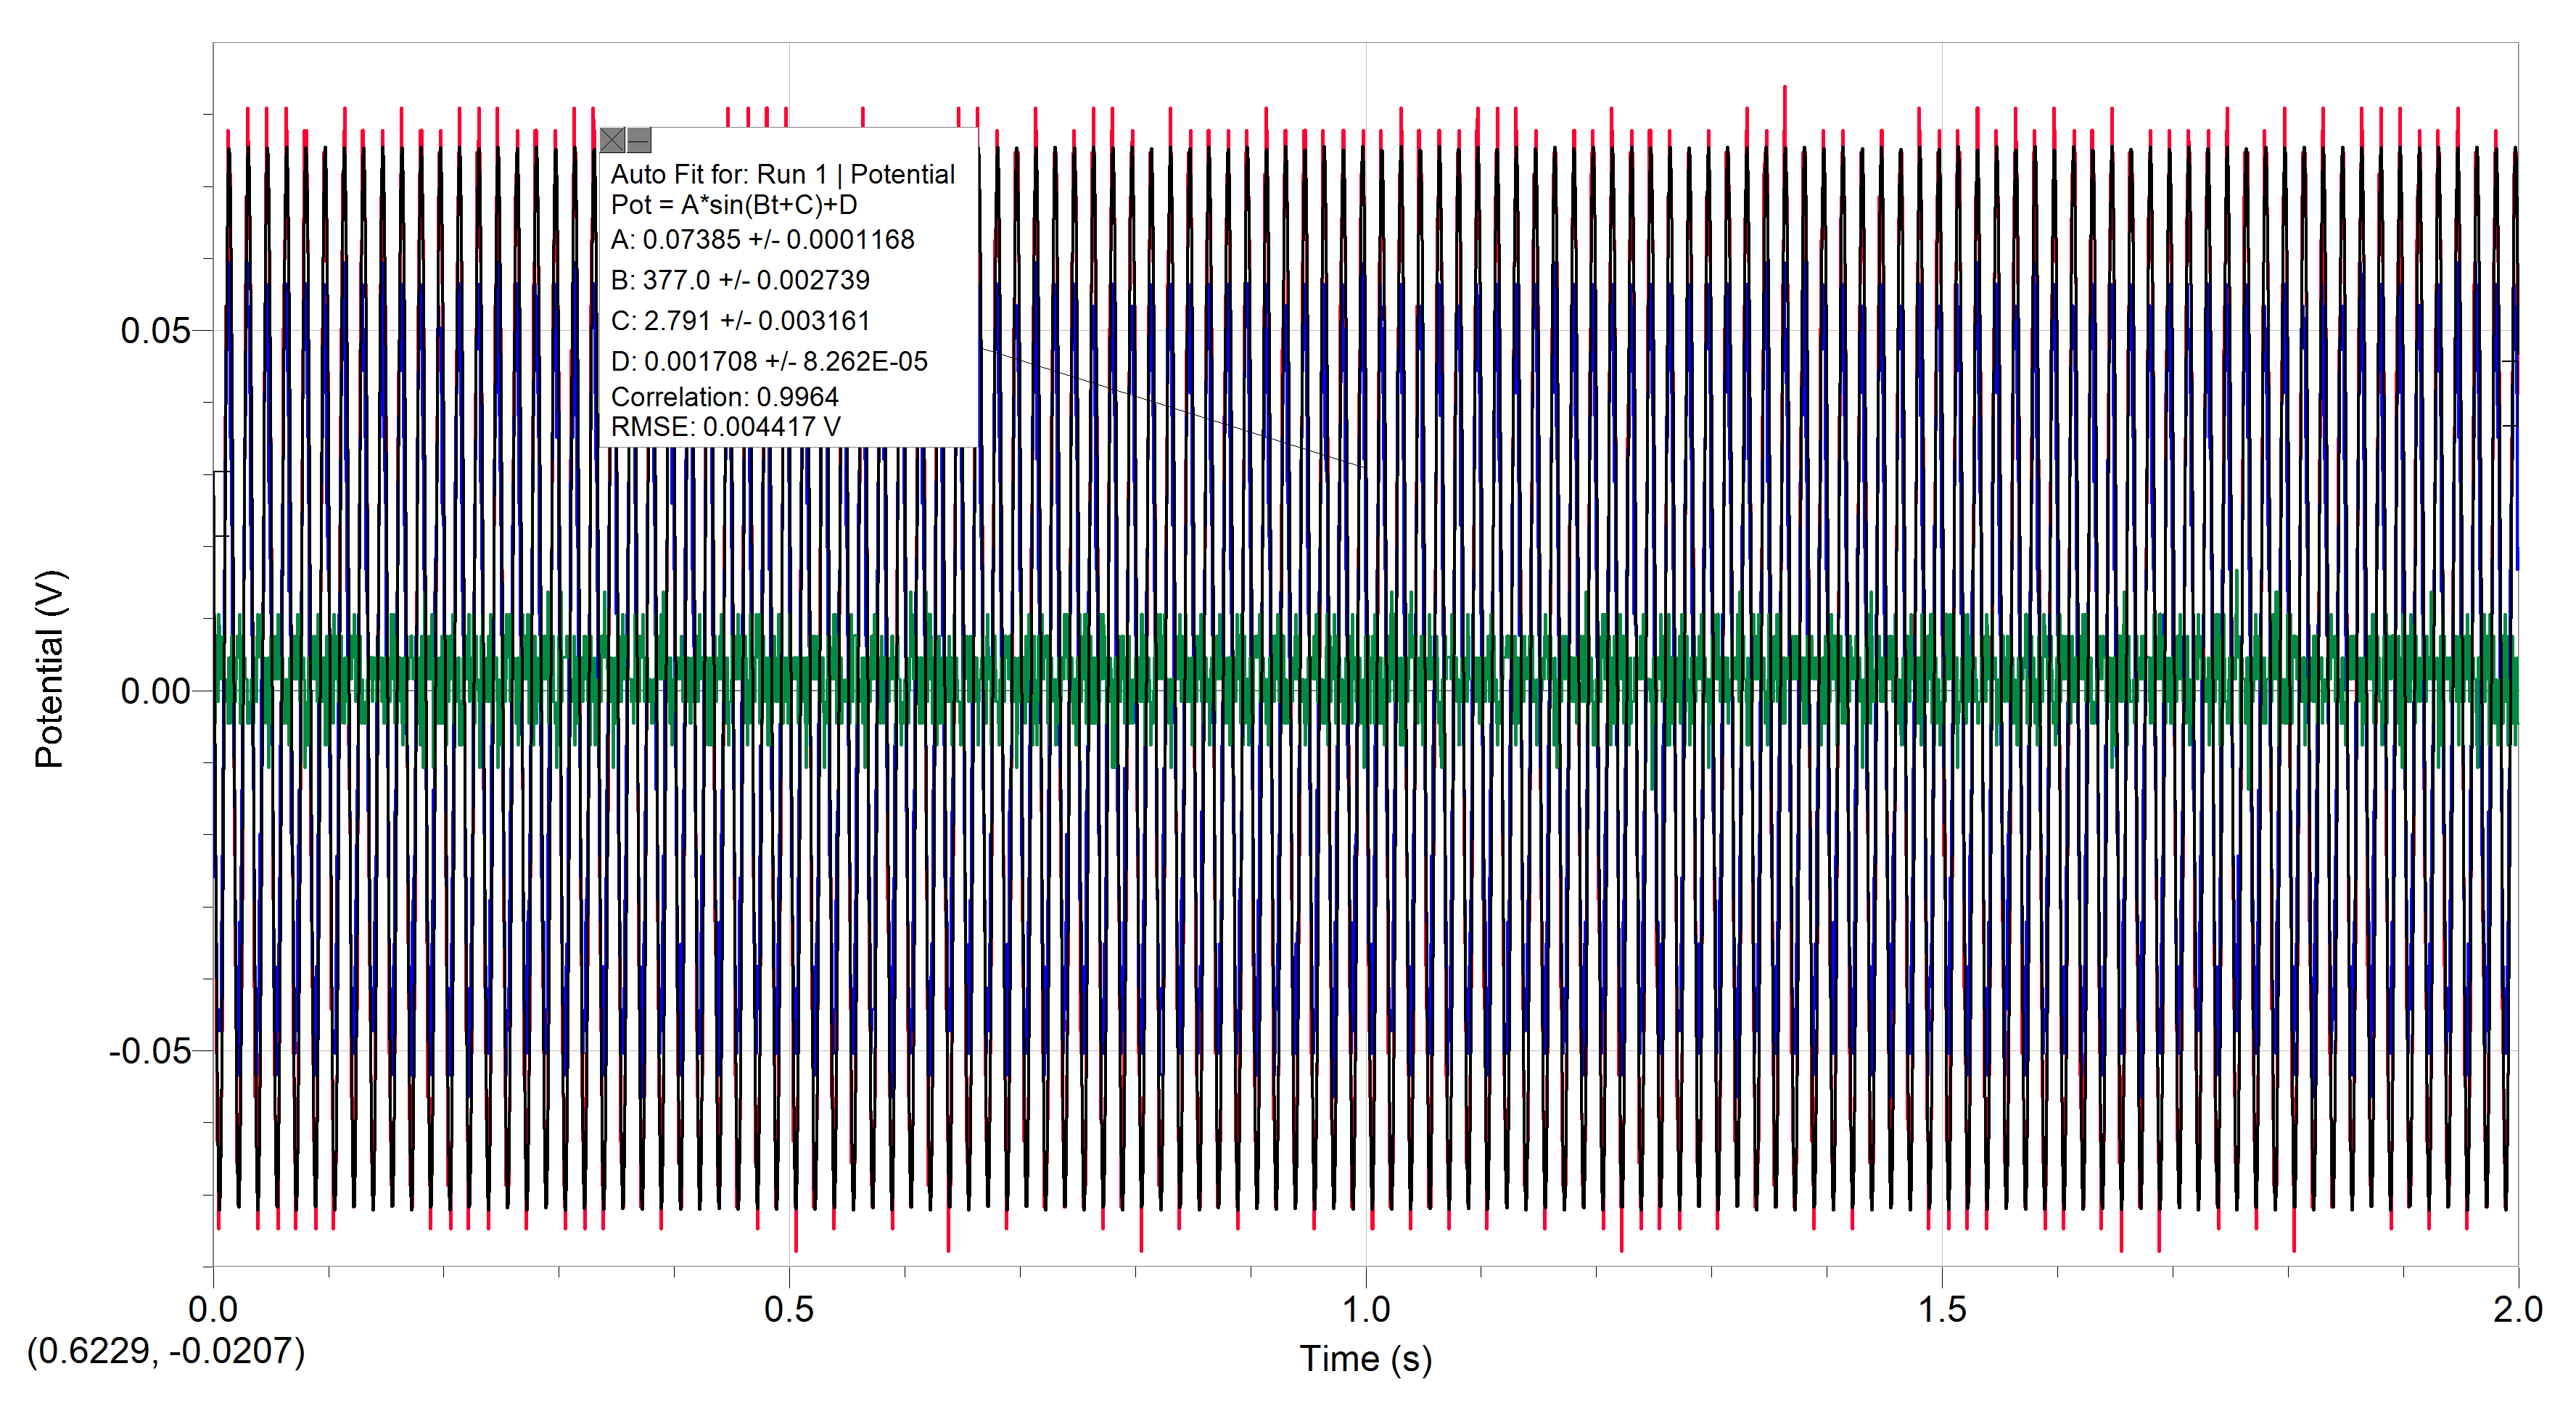 Auto Fit for: Run 1 | Potential
Pot = A*sin(Bt+C)+D
A: 0.07385 +/- 0.0001168
B: 377.0 +/- 0.002739
C: 2.791 +/- 0.003161
D: 0.001708 +/- 8.262E-05
Correlation: 0.9964
RMSE: 0.004417 V
0.05
0.00
-0.05
Potential (V)
0.0 0.5 1.0 1.5 2.0
(0.6229, -0.0207)
Time (s)